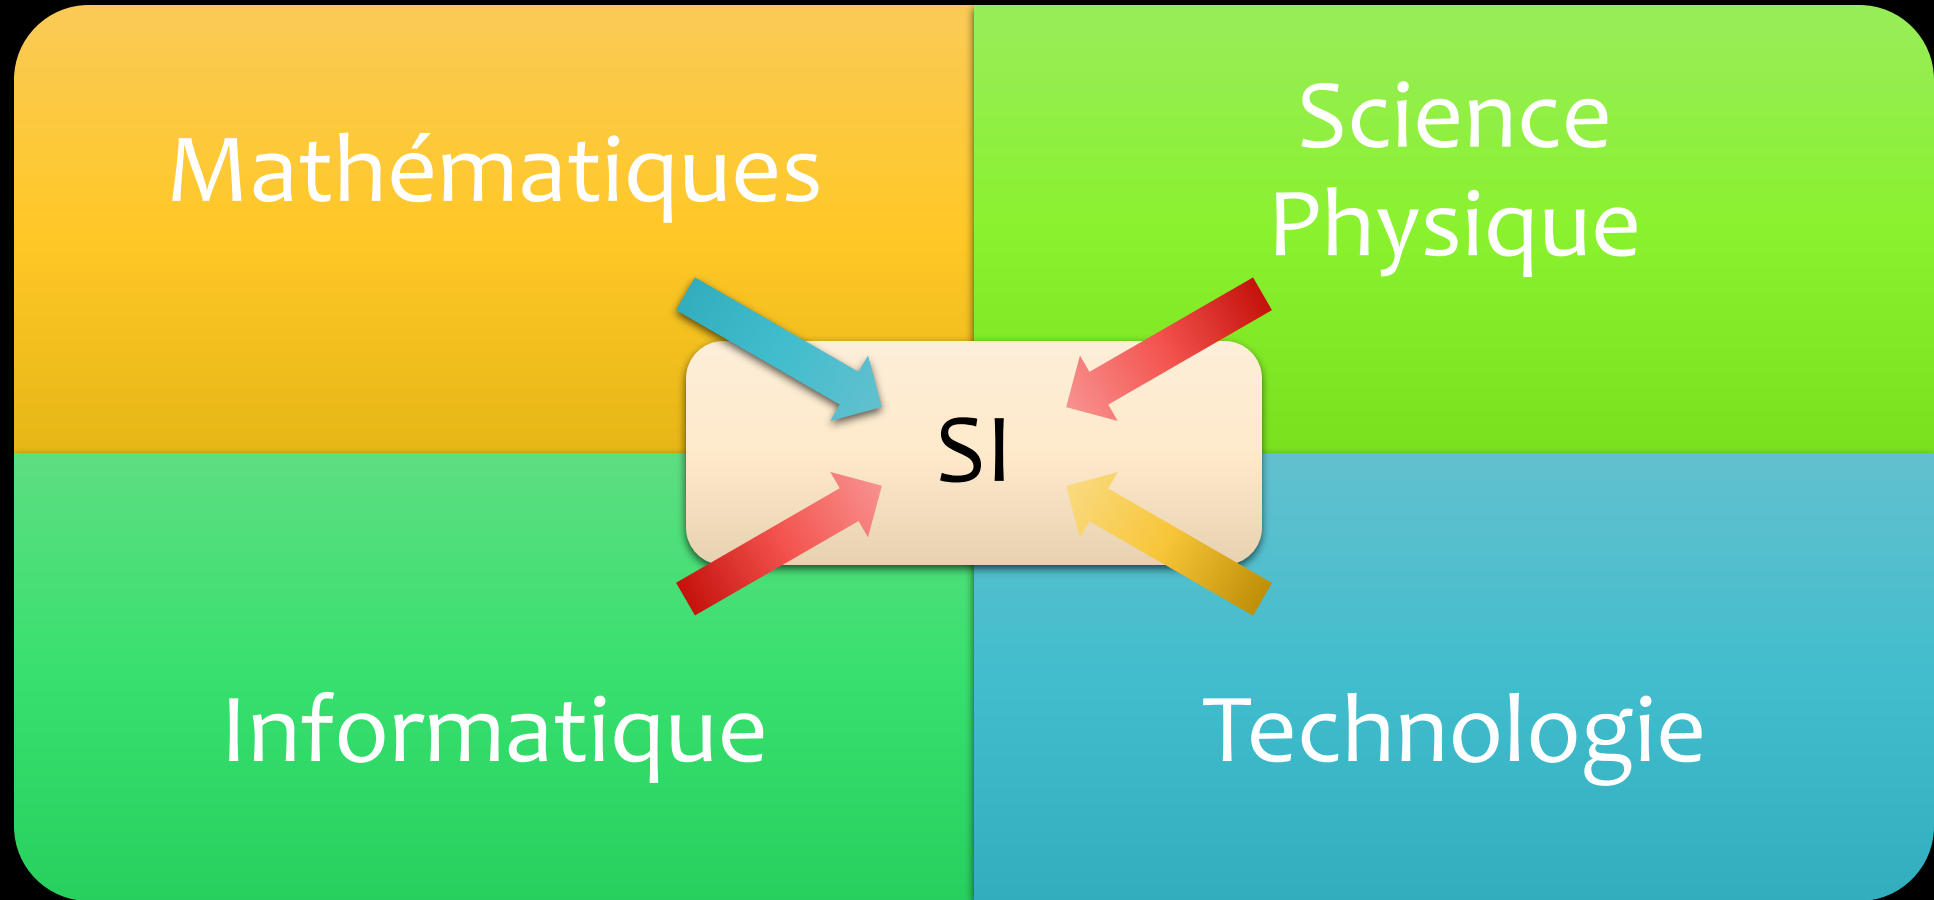 Mathématiques
Science
Physique
SI
Informatique
Technologie